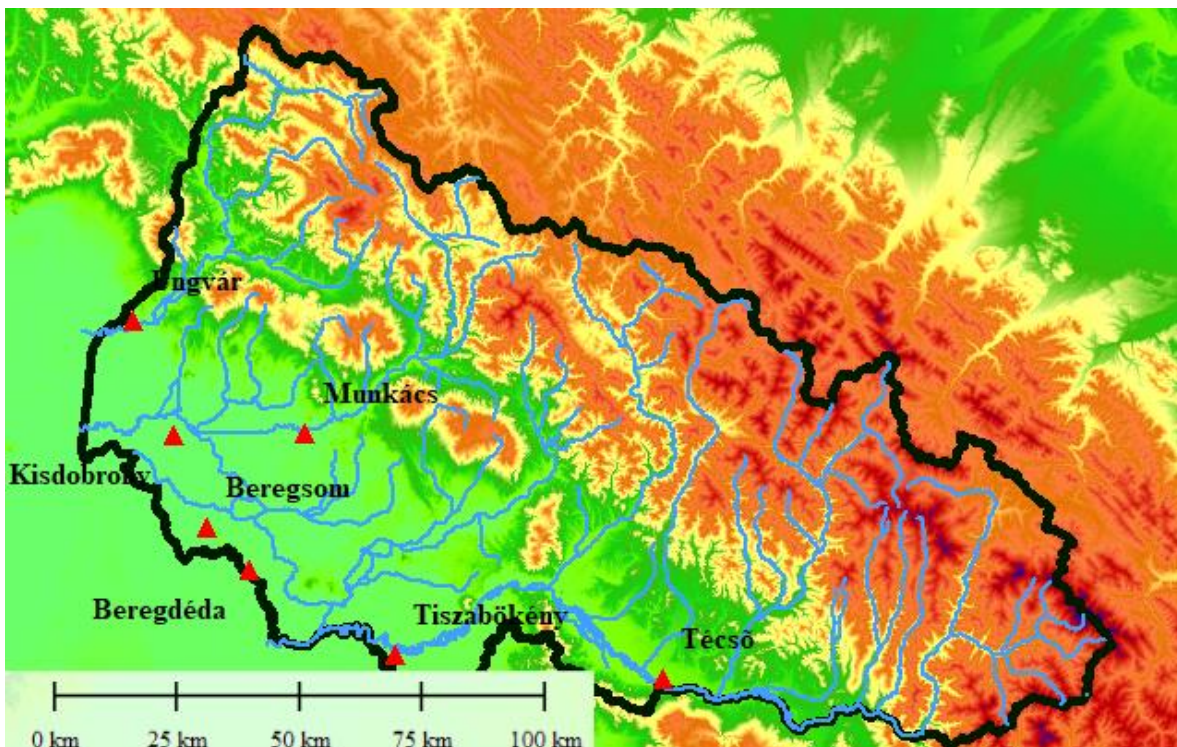 Ungvár
Munkács
Kisdobrony
Beregsom
Beregdéda
Tiszabökény
Técső
0 km 25 km 50 km 75 km 100 km